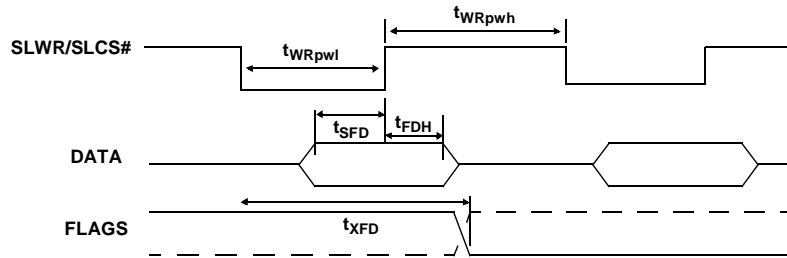 tWRpwh
SLWR/SLCS#
tWRpwl
tSFD
tFDH
DATA
tXFD
FLAGS